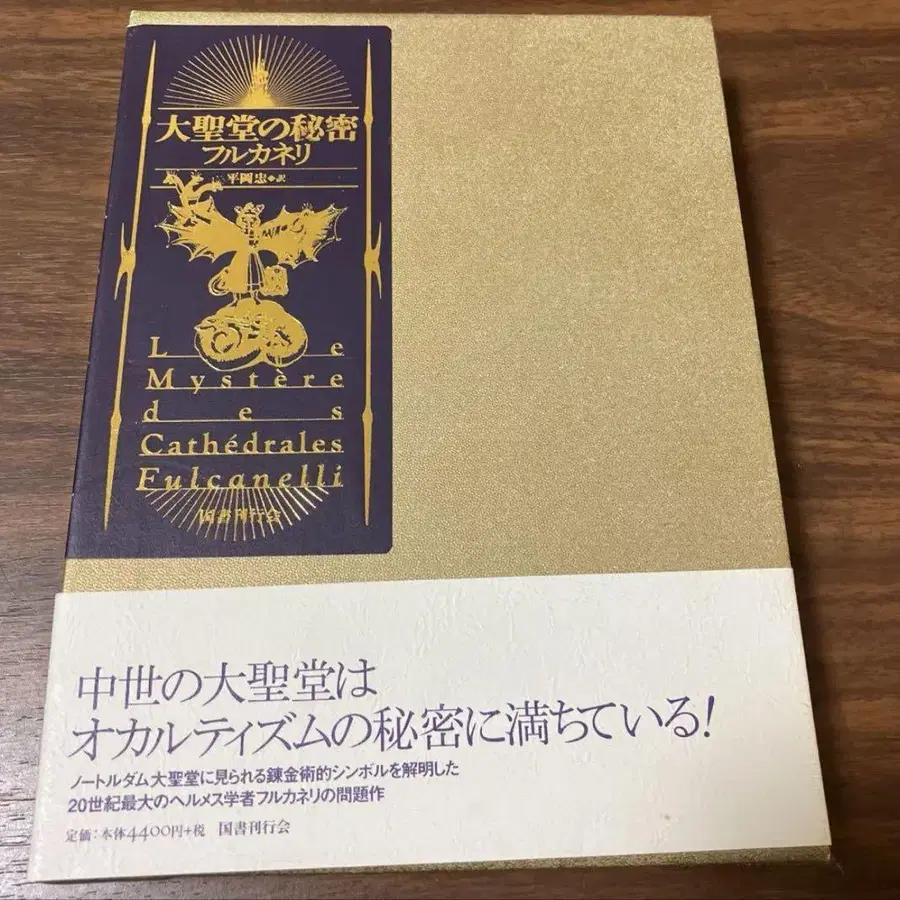 大聖堂の秘密
フルカネリ
平岡忠◆訳
Le
Mystère
des
Cathédrales
Fulcanelli
国書刊行会
中世の大聖堂は
オカルティズムの秘密に満ちている!
ノートルダム大聖堂に見られる錬金術的シンボルを解明した
20世紀最大のヘルメス学者フルカネリの問題作
定価:本体4400円+税 国書刊行会